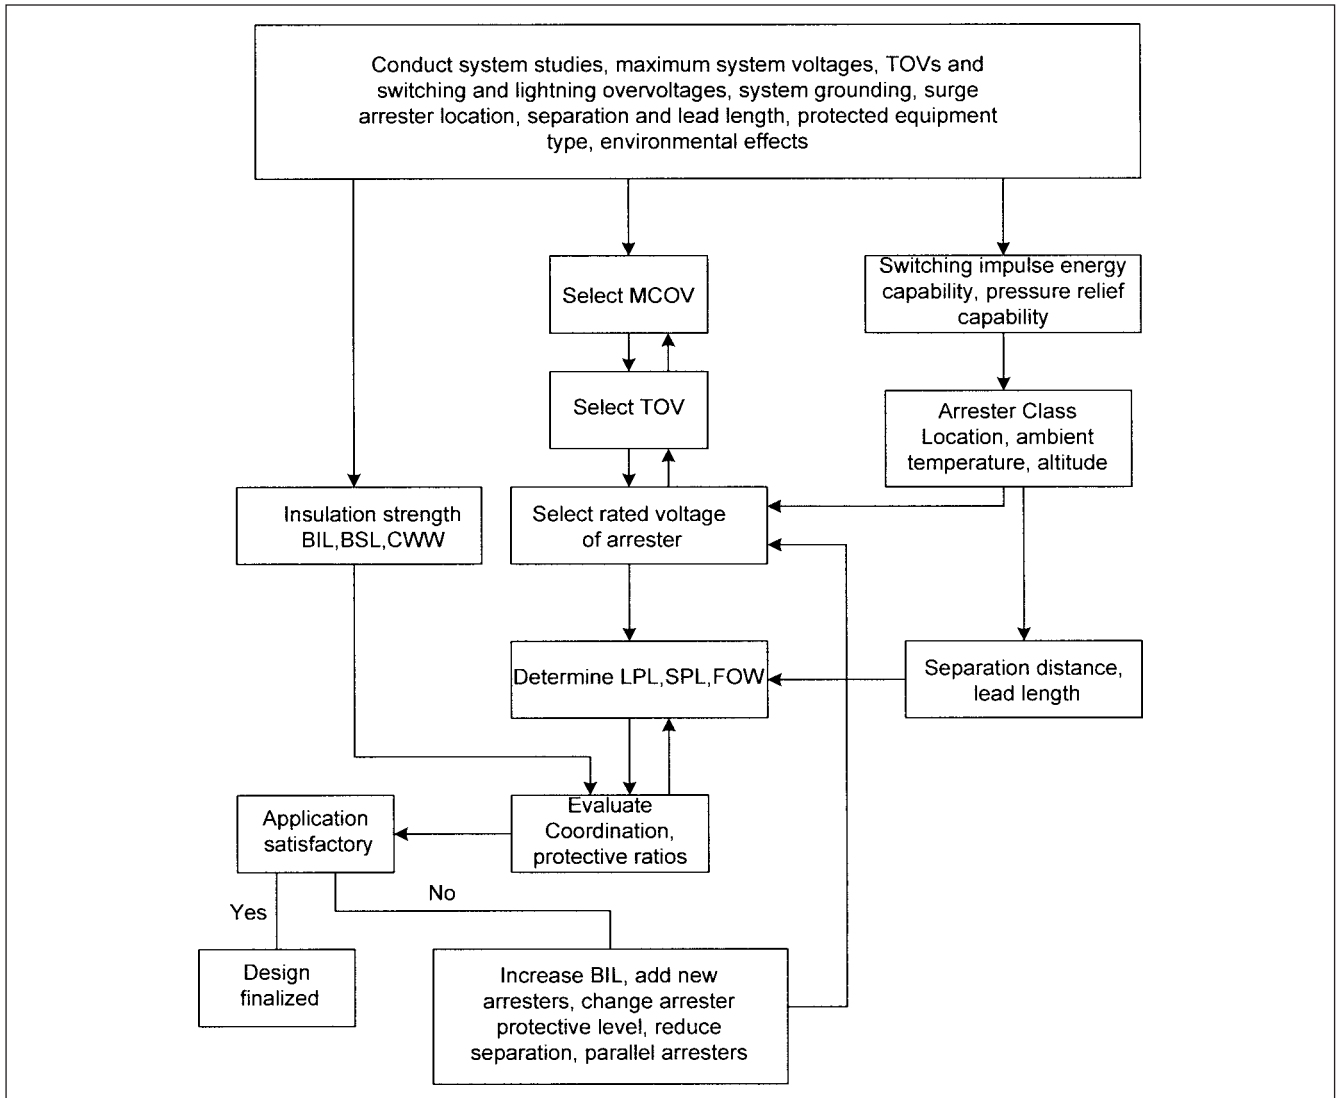 Conduct system studies, maximum system voltages, TOVs and
switching and lightning overvoltages, system grounding, surge
arrester location, separation and lead length, protected equipment
type, environmental effects
Select MCOV
Switching impulse energy
capability, pressure relief
capability
Select TOV
Arrester Class
Location, ambient
temperature, altitude
Insulation strength
BIL,BSL,CWW
Select rated voltage
of arrester
Determine LPL,SPL,FOW
Separation distance,
lead length
Application
satisfactory
Evaluate
Coordination,
protective ratios
Yes
No
Design
finalized
Increase BIL, add new
arresters, change arrester
protective level, reduce
separation, parallel arresters